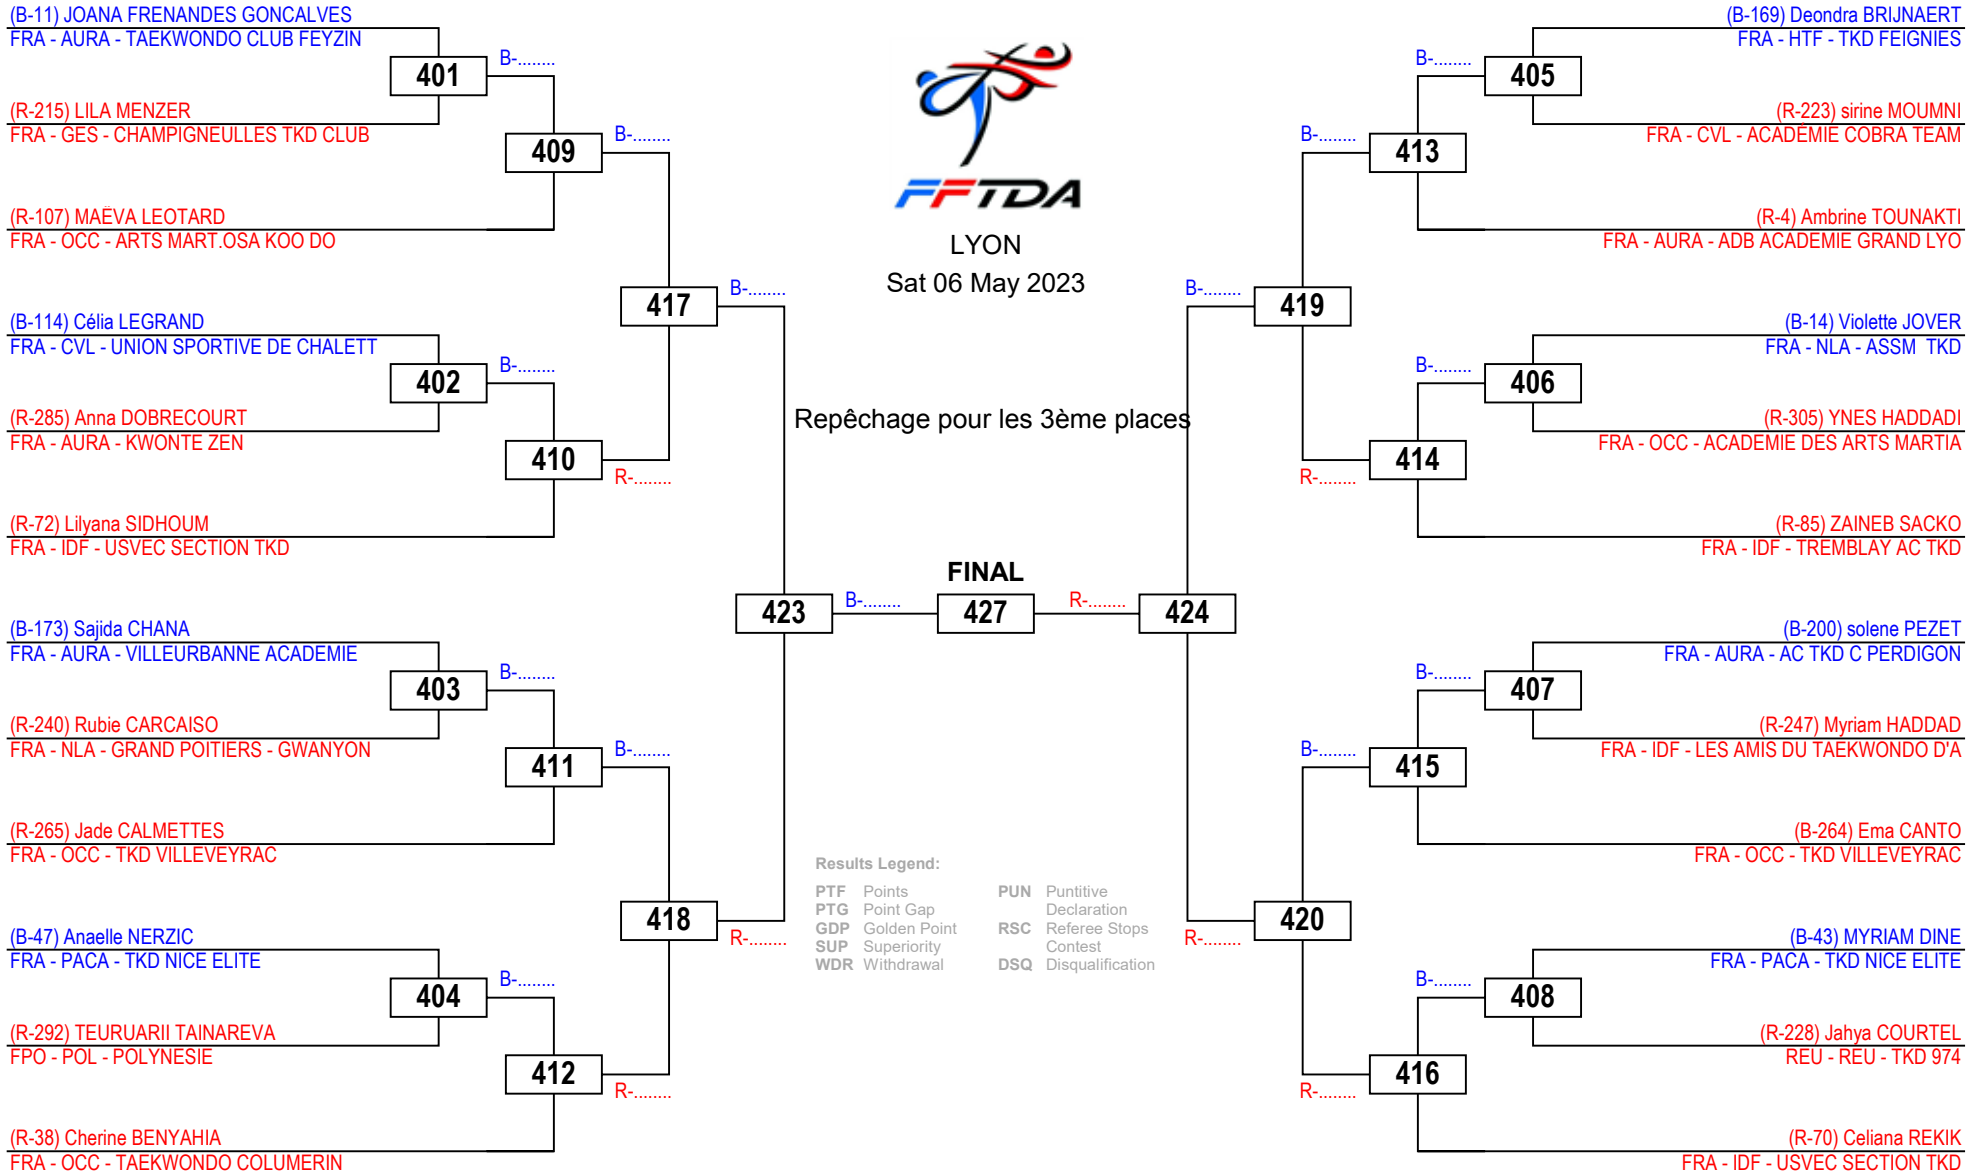 (B-11) JOANA FRENANDES GONCALVES
FRA - AURA - TAEKWONDO CLUB FEYZIN
401
B-........
(R-215) LILA MENZER
FRA - GES - CHAMPIGNEULLES TKD CLUB
409
B-........
(R-107) MAËVA LEOTARD
FRA - OCC - ARTS MART.OSA KOO DO
417
B-........
(B-114) Célia LEGRAND
FRA - CVL - UNION SPORTIVE DE CHALETT
402
B-........
(R-285) Anna DOBRECOURT
FRA - AURA - KWONTE ZEN
410
R-........
(R-72) Lilyana SIDHOUM
FRA - IDF - USVEC SECTION TKD
423
B-........
(B-173) Sajida CHANA
FRA - AURA - VILLEURBANNE ACADEMIE
403
B-........
(R-240) Rubie CARCAISO
FRA - NLA - GRAND POITIERS - GWANYON
411
B-........
(R-265) Jade CALMETTES
FRA - OCC - TKD VILLEVEYRAC
418
R-........
(B-47) Anaelle NERZIC
FRA - PACA - TKD NICE ELITE
404
B-........
(R-292) TEURUARII TAINAREVA
FPO - POL - POLYNESIE
412
R-........
(R-38) Cherine BENYAHIA
FRA - OCC - TAEKWONDO COLUMERIN
FFTDA
LYON
Sat 06 May 2023
Repêchage pour les 3ème places
FINAL
427
Results Legend:
PTF Points
PTG Point Gap
GDP Golden Point
SUP Superiority
WDR Withdrawal
PUN Puntitive
Declaration
RSC Referee Stops
Contest
DSQ Disqualification
(B-169) Deondra BRIJNAERT
FRA - HTF - TKD FEIGNIES
B-........
405
(R-223) sirine MOUMNI
FRA - CVL - ACADÉMIE COBRA TEAM
B-........
413
(R-4) Ambrine TOUNAKTI
FRA - AURA - ADB ACADEMIE GRAND LYO
B-........
419
(B-14) Violette JOVER
FRA - NLA - ASSM  TKD
B-........
406
(R-305) YNES HADDADI
FRA - OCC - ACADEMIE DES ARTS MARTIA
414
R-........
(R-85) ZAINEB SACKO
FRA - IDF - TREMBLAY AC TKD
R-........
424
(B-200) solene PEZET
FRA - AURA - AC TKD C PERDIGON
B-........
407
(R-247) Myriam HADDAD
FRA - IDF - LES AMIS DU TAEKWONDO D'A
B-........
415
(B-264) Ema CANTO
FRA - OCC - TKD VILLEVEYRAC
420
R-........
(B-43) MYRIAM DINE
FRA - PACA - TKD NICE ELITE
B-........
408
(R-228) Jahya COURTEL
REU - REU - TKD 974
416
R-........
(R-70) Celiana REKIK
FRA - IDF - USVEC SECTION TKD